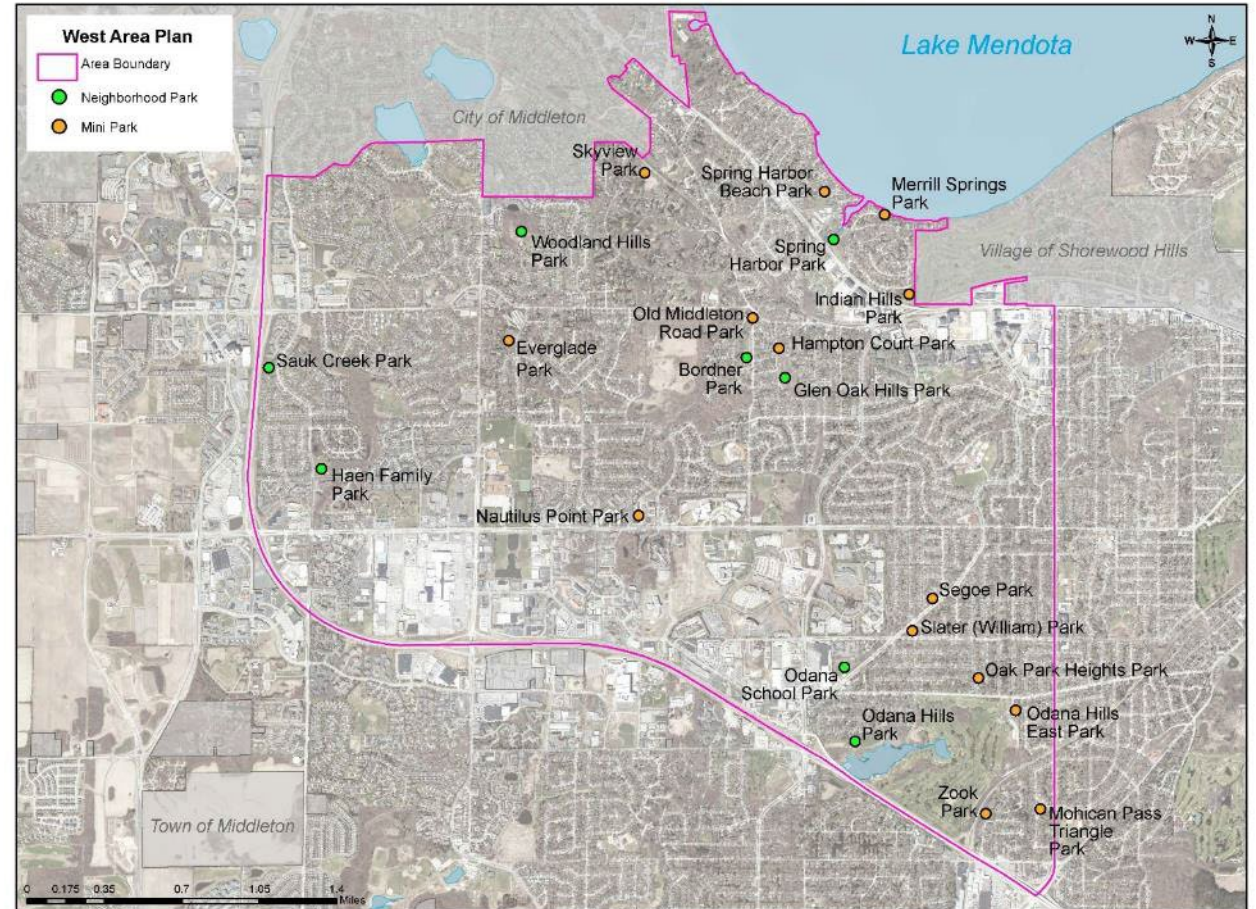 West Area Plan
Area Boundary
Neighborhood Park
Mini Park
Lake Mendota
N
W E
S
City of Middleton
Skyview
Park
Spring Harbor
Beach Park
Merrill Springs
Park
Woodland Hills
Park
Spring
Harbor Park
Village of Shorewood Hills
Indian Hills
Park
Old Middleton
Road Park
Everglade
Park
Hampton Court Park
Sauk Creek Park
Bordner
Park
Glen Oak Hills Park
Haen Family
Park
Nautilus Point Park
Segoe Park
Slater (William) Park
Odana
School Park
Oak Park Heights Park
Odana Hills
East Park
Odana Hills
Park
Zook
Park
Mohican Pass
Triangle
Park
Town of Middleton
0 0.175 0.35 0.7 1.05 1.4
Miles